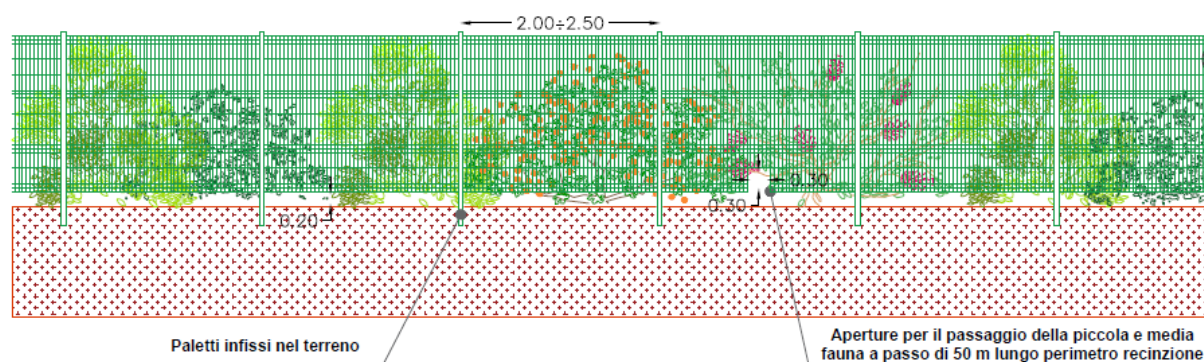 2.00÷2.50
0.30
0.30
0.20
Paletti infissi nel terreno
Aperture per il passaggio della piccola e media
fauna a passo di 50 m lungo perimetro recinzione